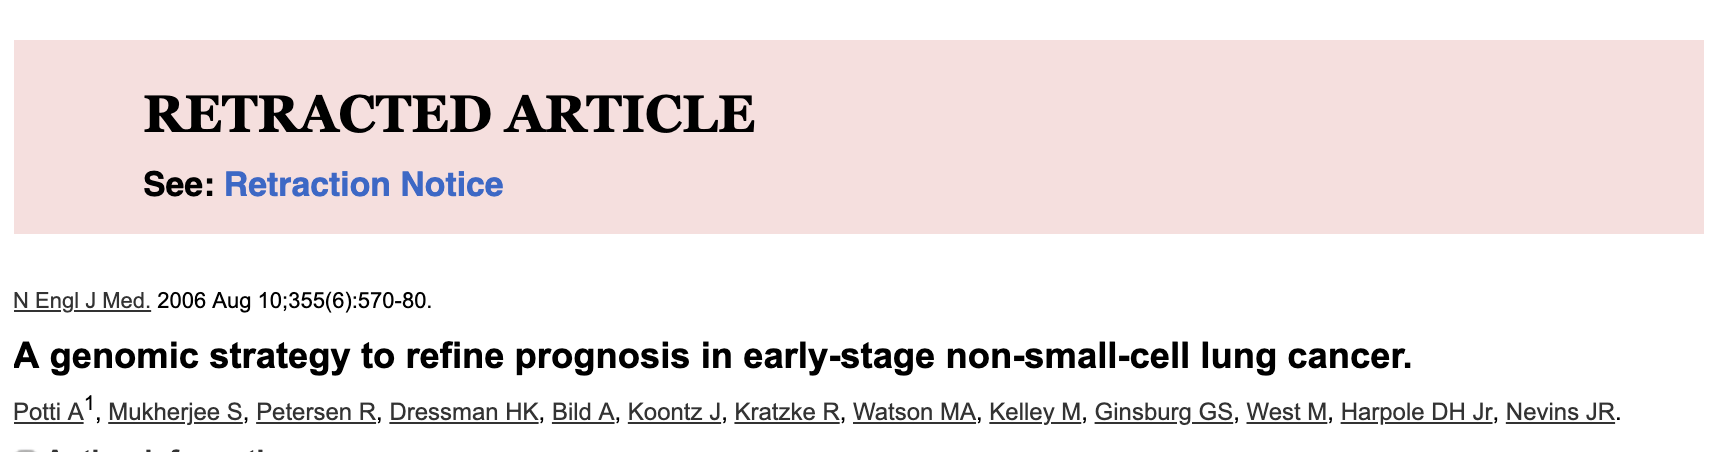 RETRACTED ARTICLE
See: Retraction Notice
N Engl J Med. 2006 Aug 10;355(6):570-80.
A genomic strategy to refine prognosis in early-stage non-small-cell lung cancer.
Potti A1, Mukherjee S, Petersen R, Dressman HK, Bild A, Koontz J, Kratzke R, Watson MA, Kelley M, Ginsburg GS, West M, Harpole DH Jr, Nevins JR.